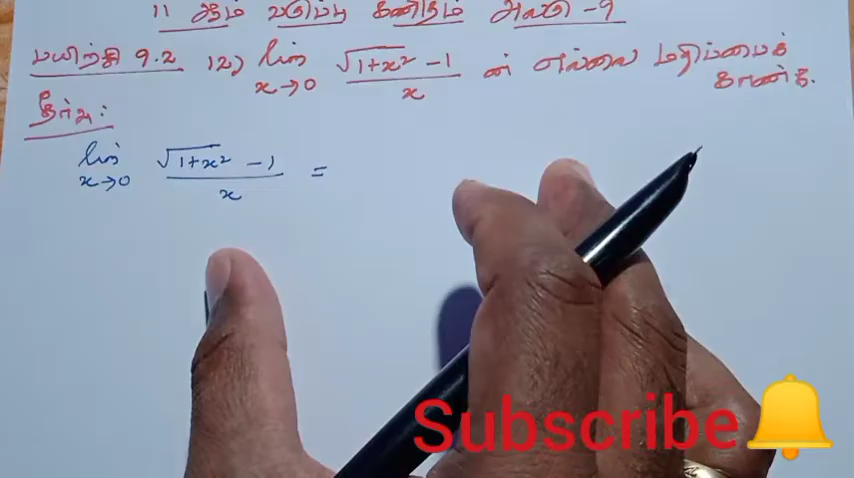 11 ஆம் வகுப்பு கணிதம் அலகு -9
பயிற்சி 9.2 12) lim x→0 √(1+x²) -1 / x ன் எல்லை மதிப்பைக் காண்க.
தீர்வு:
lim x→0 √(1+x²) -1 / x =
Subscribe